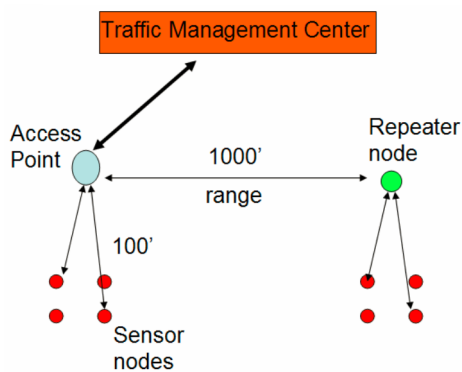 Traffic Management Center
Access
Point
Repeater
node
1000’
range
100’
Sensor
nodes